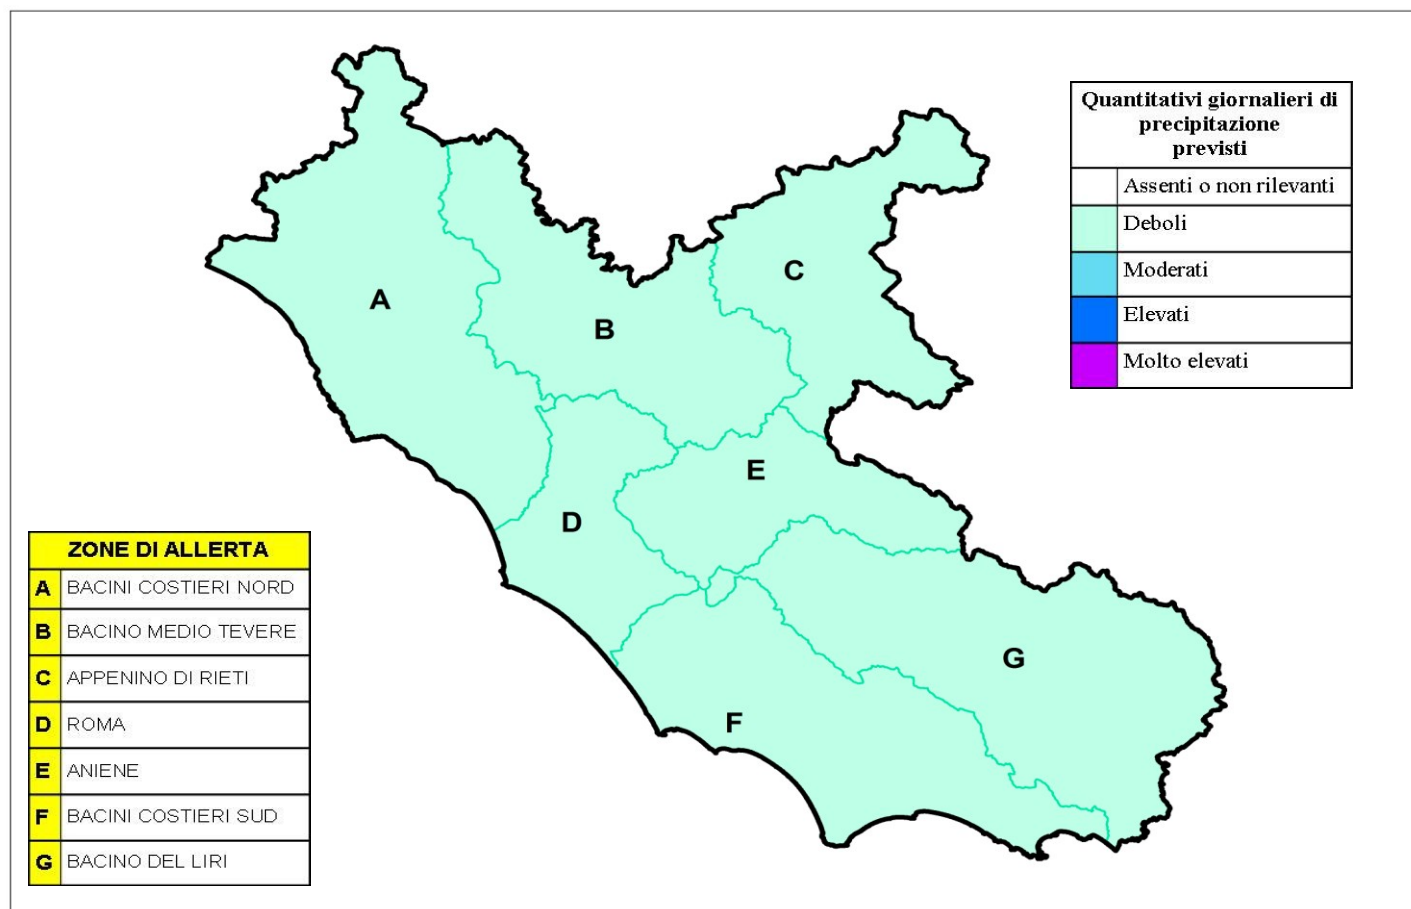 Quantitativi giornalieri di
precipitazione
previsti
Assenti o non rilevanti
Deboli
Moderati
Elevati
Molto elevati
A
B
C
D
E
F
G
ZONE DI ALLERTA
A BACINI COSTIERI NORD
B BACINO MEDIO TEVERE
C APPENINO DI RIETI
D ROMA
E ANIENE
F BACINI COSTIERI SUD
G BACINO DEL LIRI